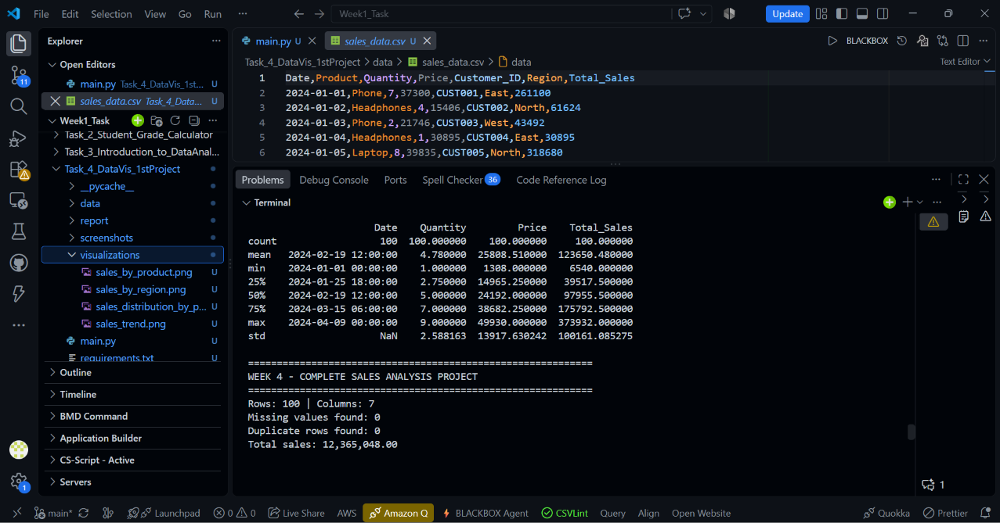 File Edit Selection View Go Run ··· Week1_Task Update
Explorer ···
Open Editors
main.py Task_4_DataVis_1st... U
sales_data.csv Task_4_Data... U
Week1_Task
Task_2_Student_Grade_Calculator
Task_3_Introduction_to_DataAnal...
Task_4_DataVis_1stProject
__pycache__
data
report
screenshots
visualizations
sales_by_product.png U
sales_by_region.png U
sales_distribution_by_p... U
sales_trend.png U
main.py U
requirements.txt U
Outline
Timeline
BMD Command
Application Builder
CS-Script - Active
Servers
11
1
main.py U sales_data.csv U BLACKBOX
Task_4_DataVis_1stProject > data > sales_data.csv > data Text Editor
1 Date,Product,Quantity,Price,Customer_ID,Region,Total_Sales
2 2024-01-01,Phone,7,37300,CUST001,East,261100
3 2024-01-02,Headphones,4,15406,CUST002,North,61624
4 2024-01-03,Phone,2,21746,CUST003,West,43492
5 2024-01-04,Headphones,1,30895,CUST004,East,30895
6 2024-01-05,Laptop,8,39835,CUST005,North,318680
Problems Debug Console Ports Spell Checker 36 Code Reference Log
Terminal
Date Quantity Price Total_Sales
count 100 100.000000 100.000000 100.000000
mean 2024-02-19 12:00:00 4.780000 25808.510000 123650.480000
min 2024-01-01 00:00:00 1.000000 1308.000000 6540.000000
25% 2024-01-25 18:00:00 2.750000 14965.250000 39517.500000
50% 2024-02-19 12:00:00 5.000000 24192.000000 97955.500000
75% 2024-03-15 06:00:00 7.000000 38682.250000 175792.500000
max 2024-04-09 00:00:00 9.000000 49930.000000 373932.000000
std NaN 2.588163 13917.630242 100161.085275
============================================================
WEEK 4 - COMPLETE SALES ANALYSIS PROJECT
============================================================
Rows: 100 | Columns: 7
Missing values found: 0
Duplicate rows found: 0
Total sales: 12,365,048.00
1
main* Launchpad 0 0 Live Share AWS Amazon Q BLACKBOX Agent CSVLint Query Align Open Website Quokka Prettier